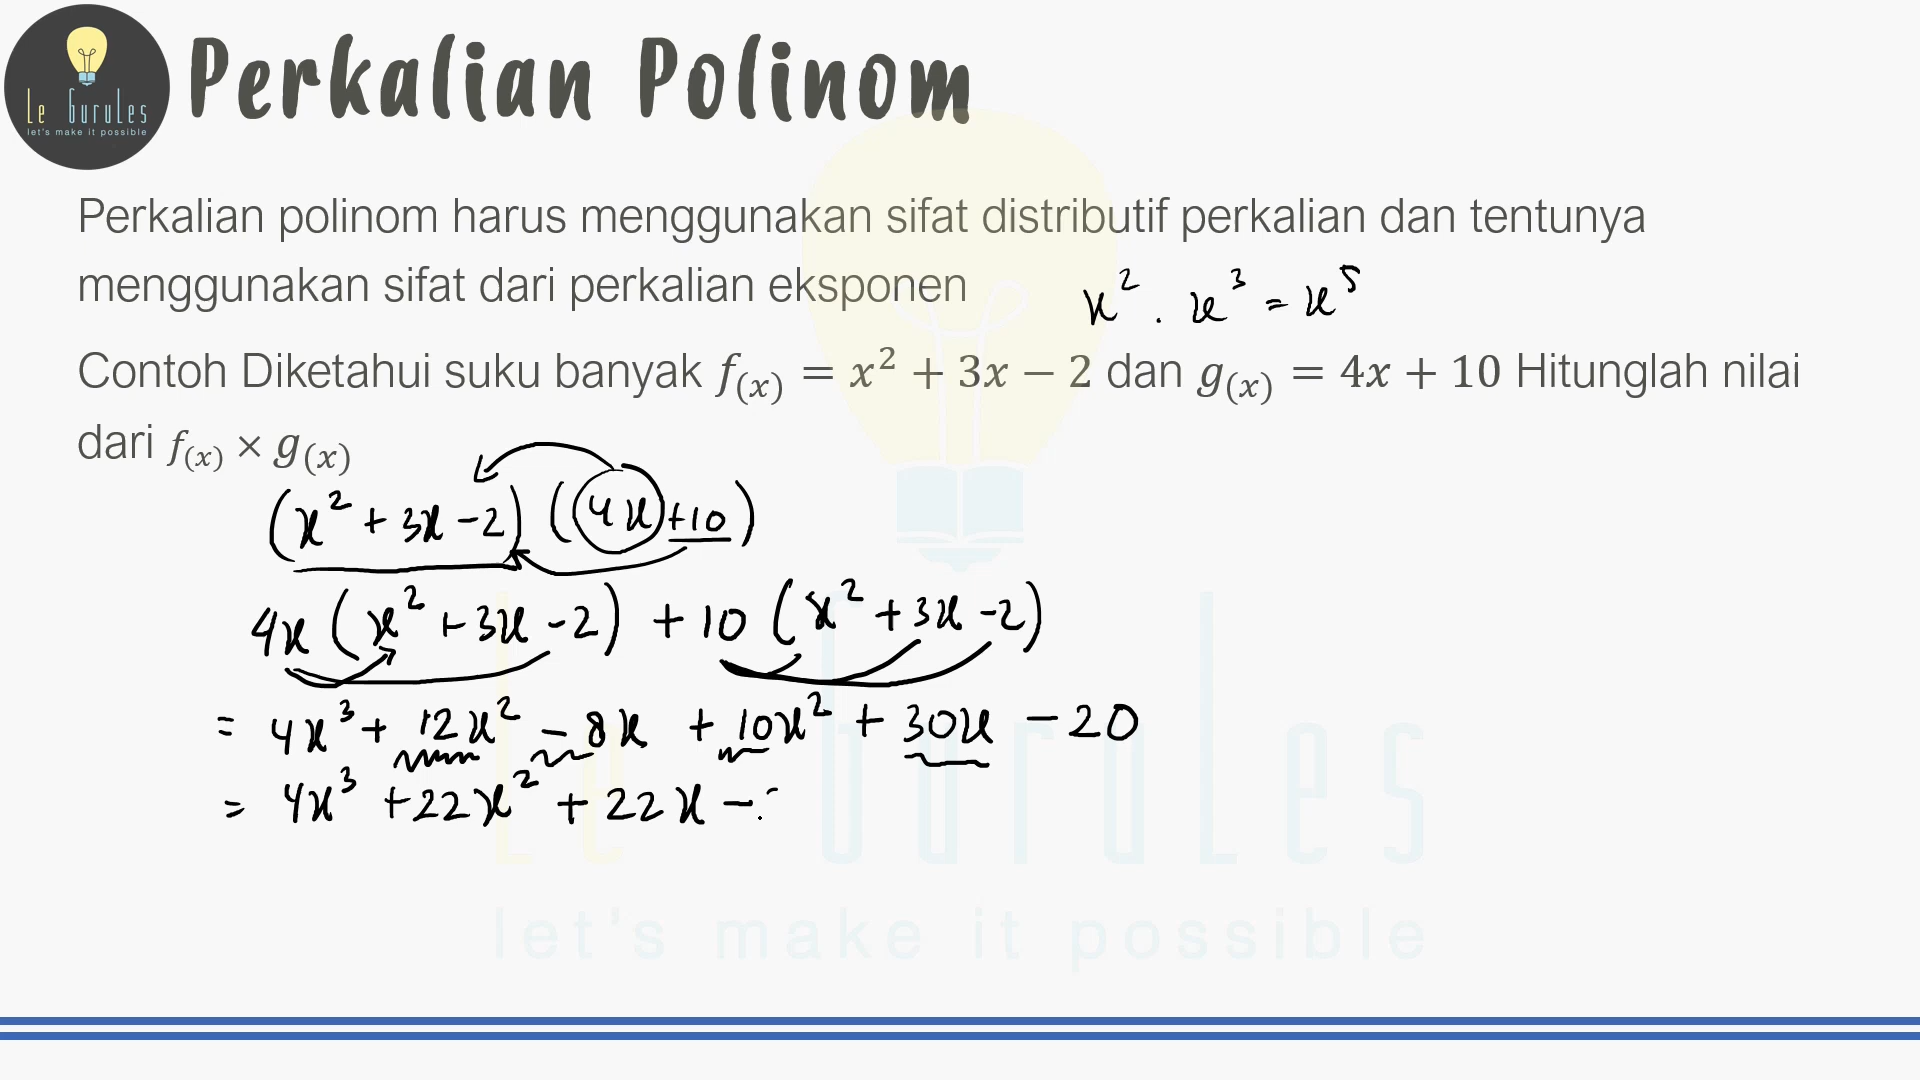 Le GuruLes
let's make it possible
Perkalian Polinom
Perkalian polinom harus menggunakan sifat distributif perkalian dan tentunya
menggunakan sifat dari perkalian eksponen
x² . x³ = x⁵
Contoh Diketahui suku banyak f₍ₓ₎ = x² + 3x − 2 dan g₍ₓ₎ = 4x + 10 Hitunglah nilai
dari f₍ₓ₎ × g₍ₓ₎
(x² + 3x − 2) (4x + 10)
4x (x² + 3x − 2) + 10 (x² + 3x − 2)
= 4x³ + 12x² − 8x + 10x² + 30x − 20
= 4x³ + 22x² + 22x −
Le GuruLes
let's make it possible